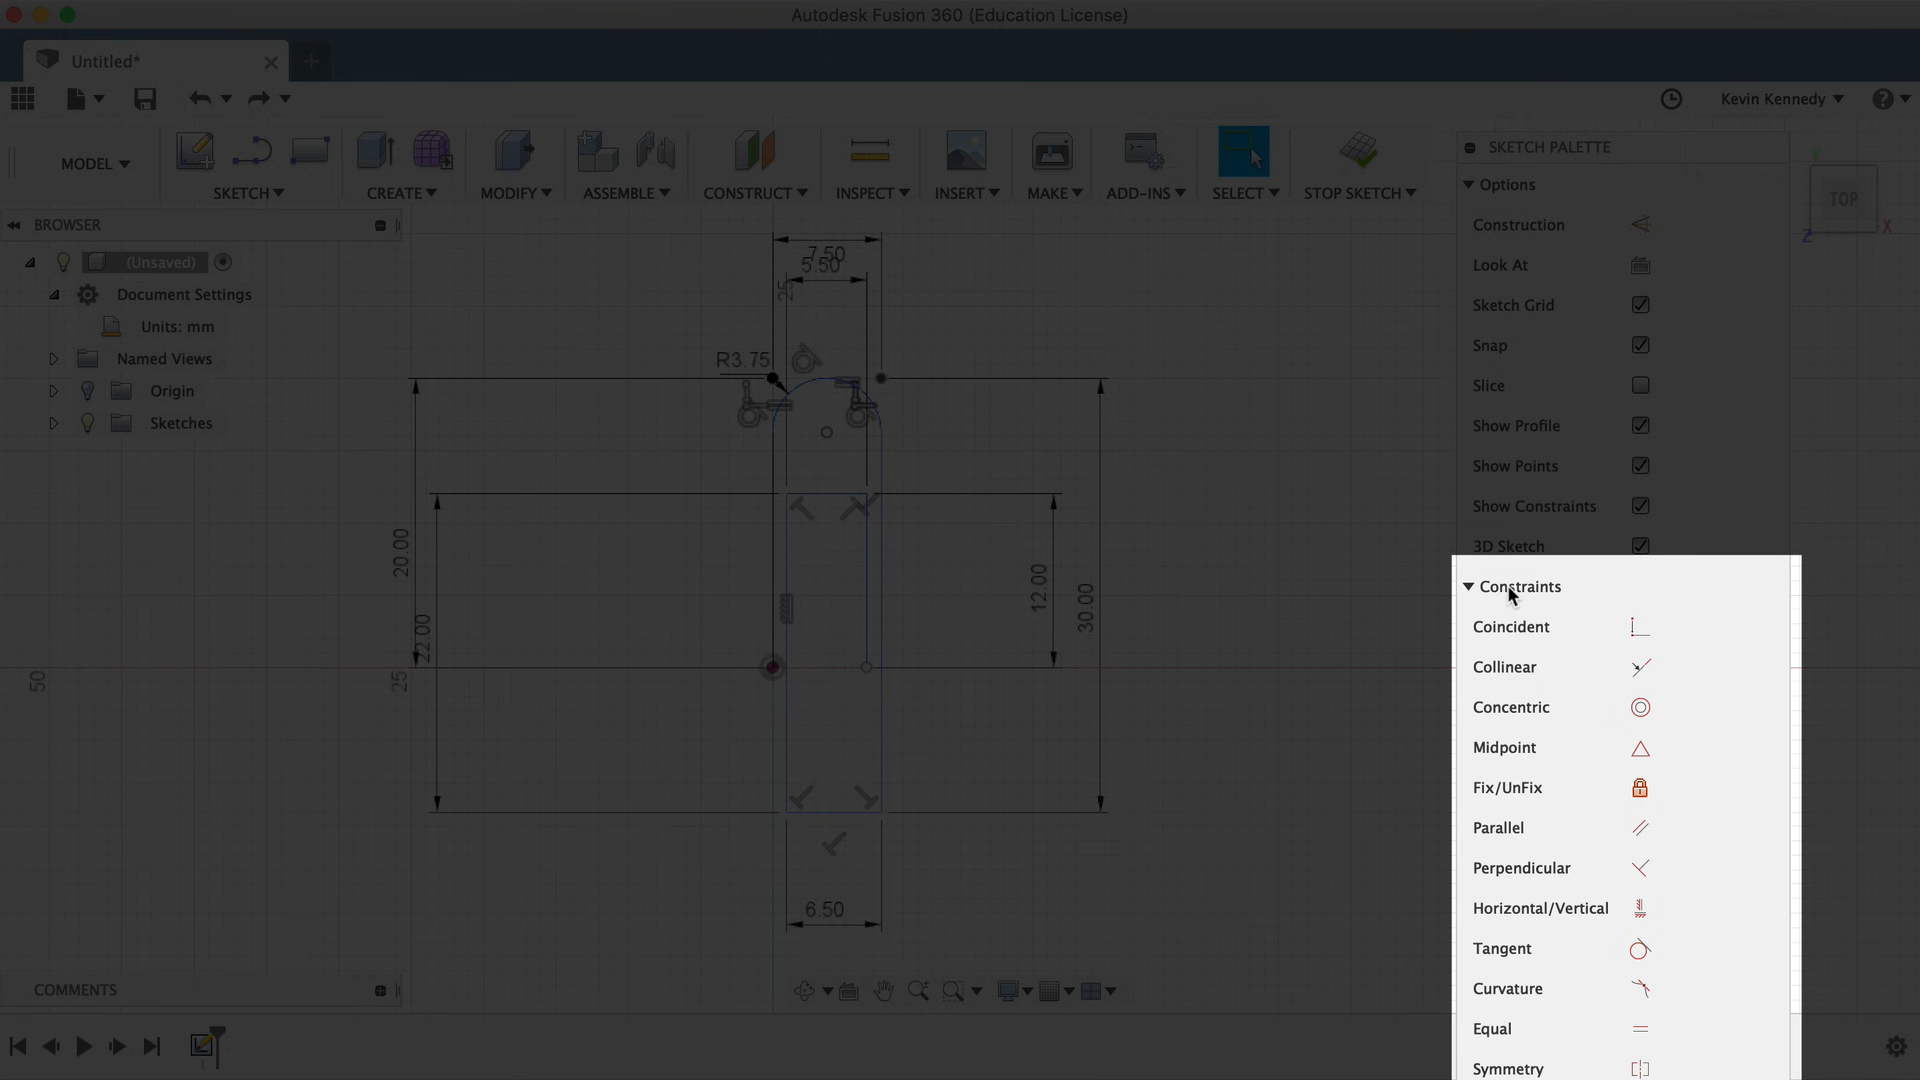 Autodesk Fusion 360 (Education License)
Untitled*
Kevin Kennedy
MODEL
SKETCH
CREATE
MODIFY
ASSEMBLE
CONSTRUCT
INSPECT
INSERT
MAKE
ADD-INS
SELECT
STOP SKETCH
BROWSER
(Unsaved)
Document Settings
Units: mm
Named Views
Origin
Sketches
SKETCH PALETTE
Options
Construction
Look At
Sketch Grid
Snap
Slice
Show Profile
Show Points
Show Constraints
3D Sketch
Constraints
Coincident
Collinear
Concentric
Midpoint
Fix/UnFix
Parallel
Perpendicular
Horizontal/Vertical
Tangent
Curvature
Equal
Symmetry
TOP
X
Z
7.50
5.50
25
R3.75
20.00
22.00
12.00
30.00
50
25
6.50
COMMENTS